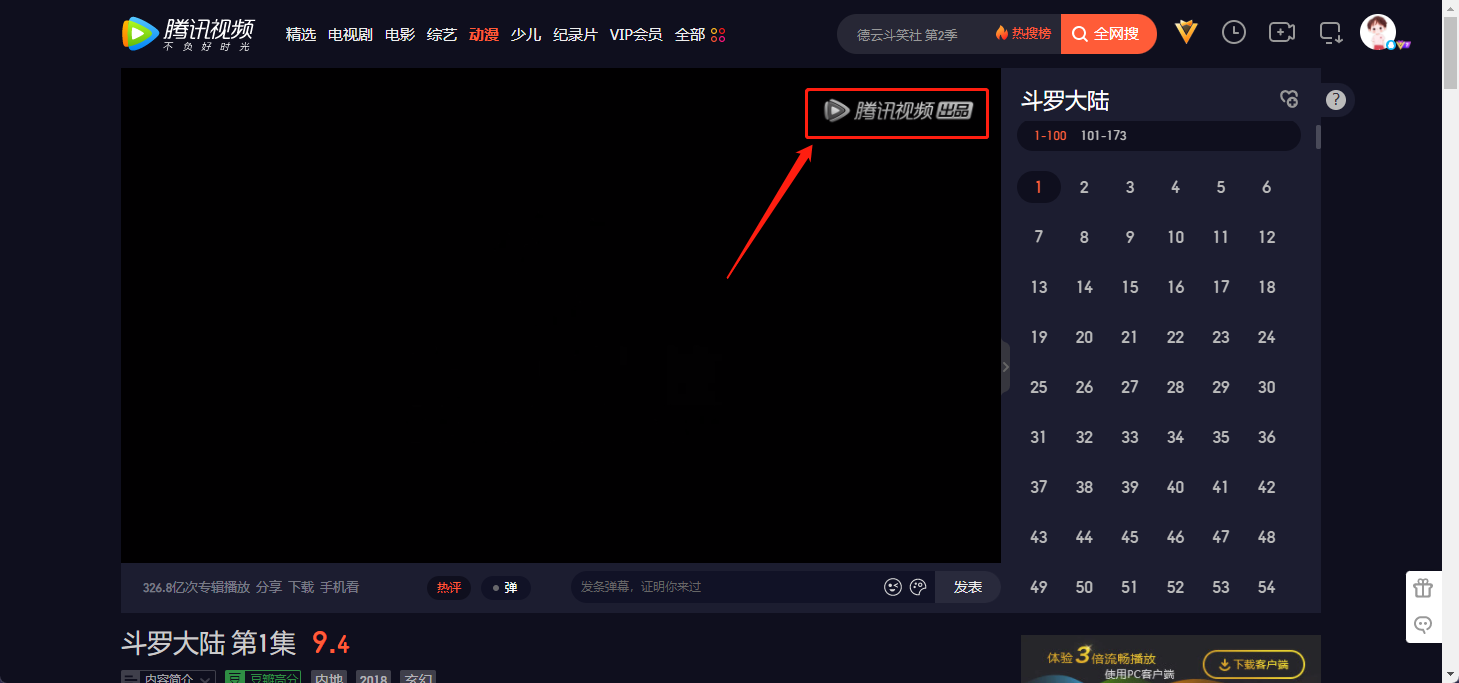 腾讯视频
不负好时光
精选 电视剧 电影 综艺 动漫 少儿 纪录片 VIP会员 全部
德云斗笑社 第2季 热搜榜 全网搜
腾讯视频 出品
斗罗大陆
?
1-100 101-173
1 2 3 4 5 6
7 8 9 10 11 12
13 14 15 16 17 18
19 20 21 22 23 24
25 26 27 28 29 30
31 32 33 34 35 36
37 38 39 40 41 42
43 44 45 46 47 48
49 50 51 52 53 54
326.8亿次专辑播放 分享 下载 手机看
热评 弹
发条弹幕，证明你来过 发表
斗罗大陆 第1集 9.4
内容简介 豆 豆瓣高分 内地 2018 玄幻
体验3倍流畅播放
使用PC客户端
下载客户端